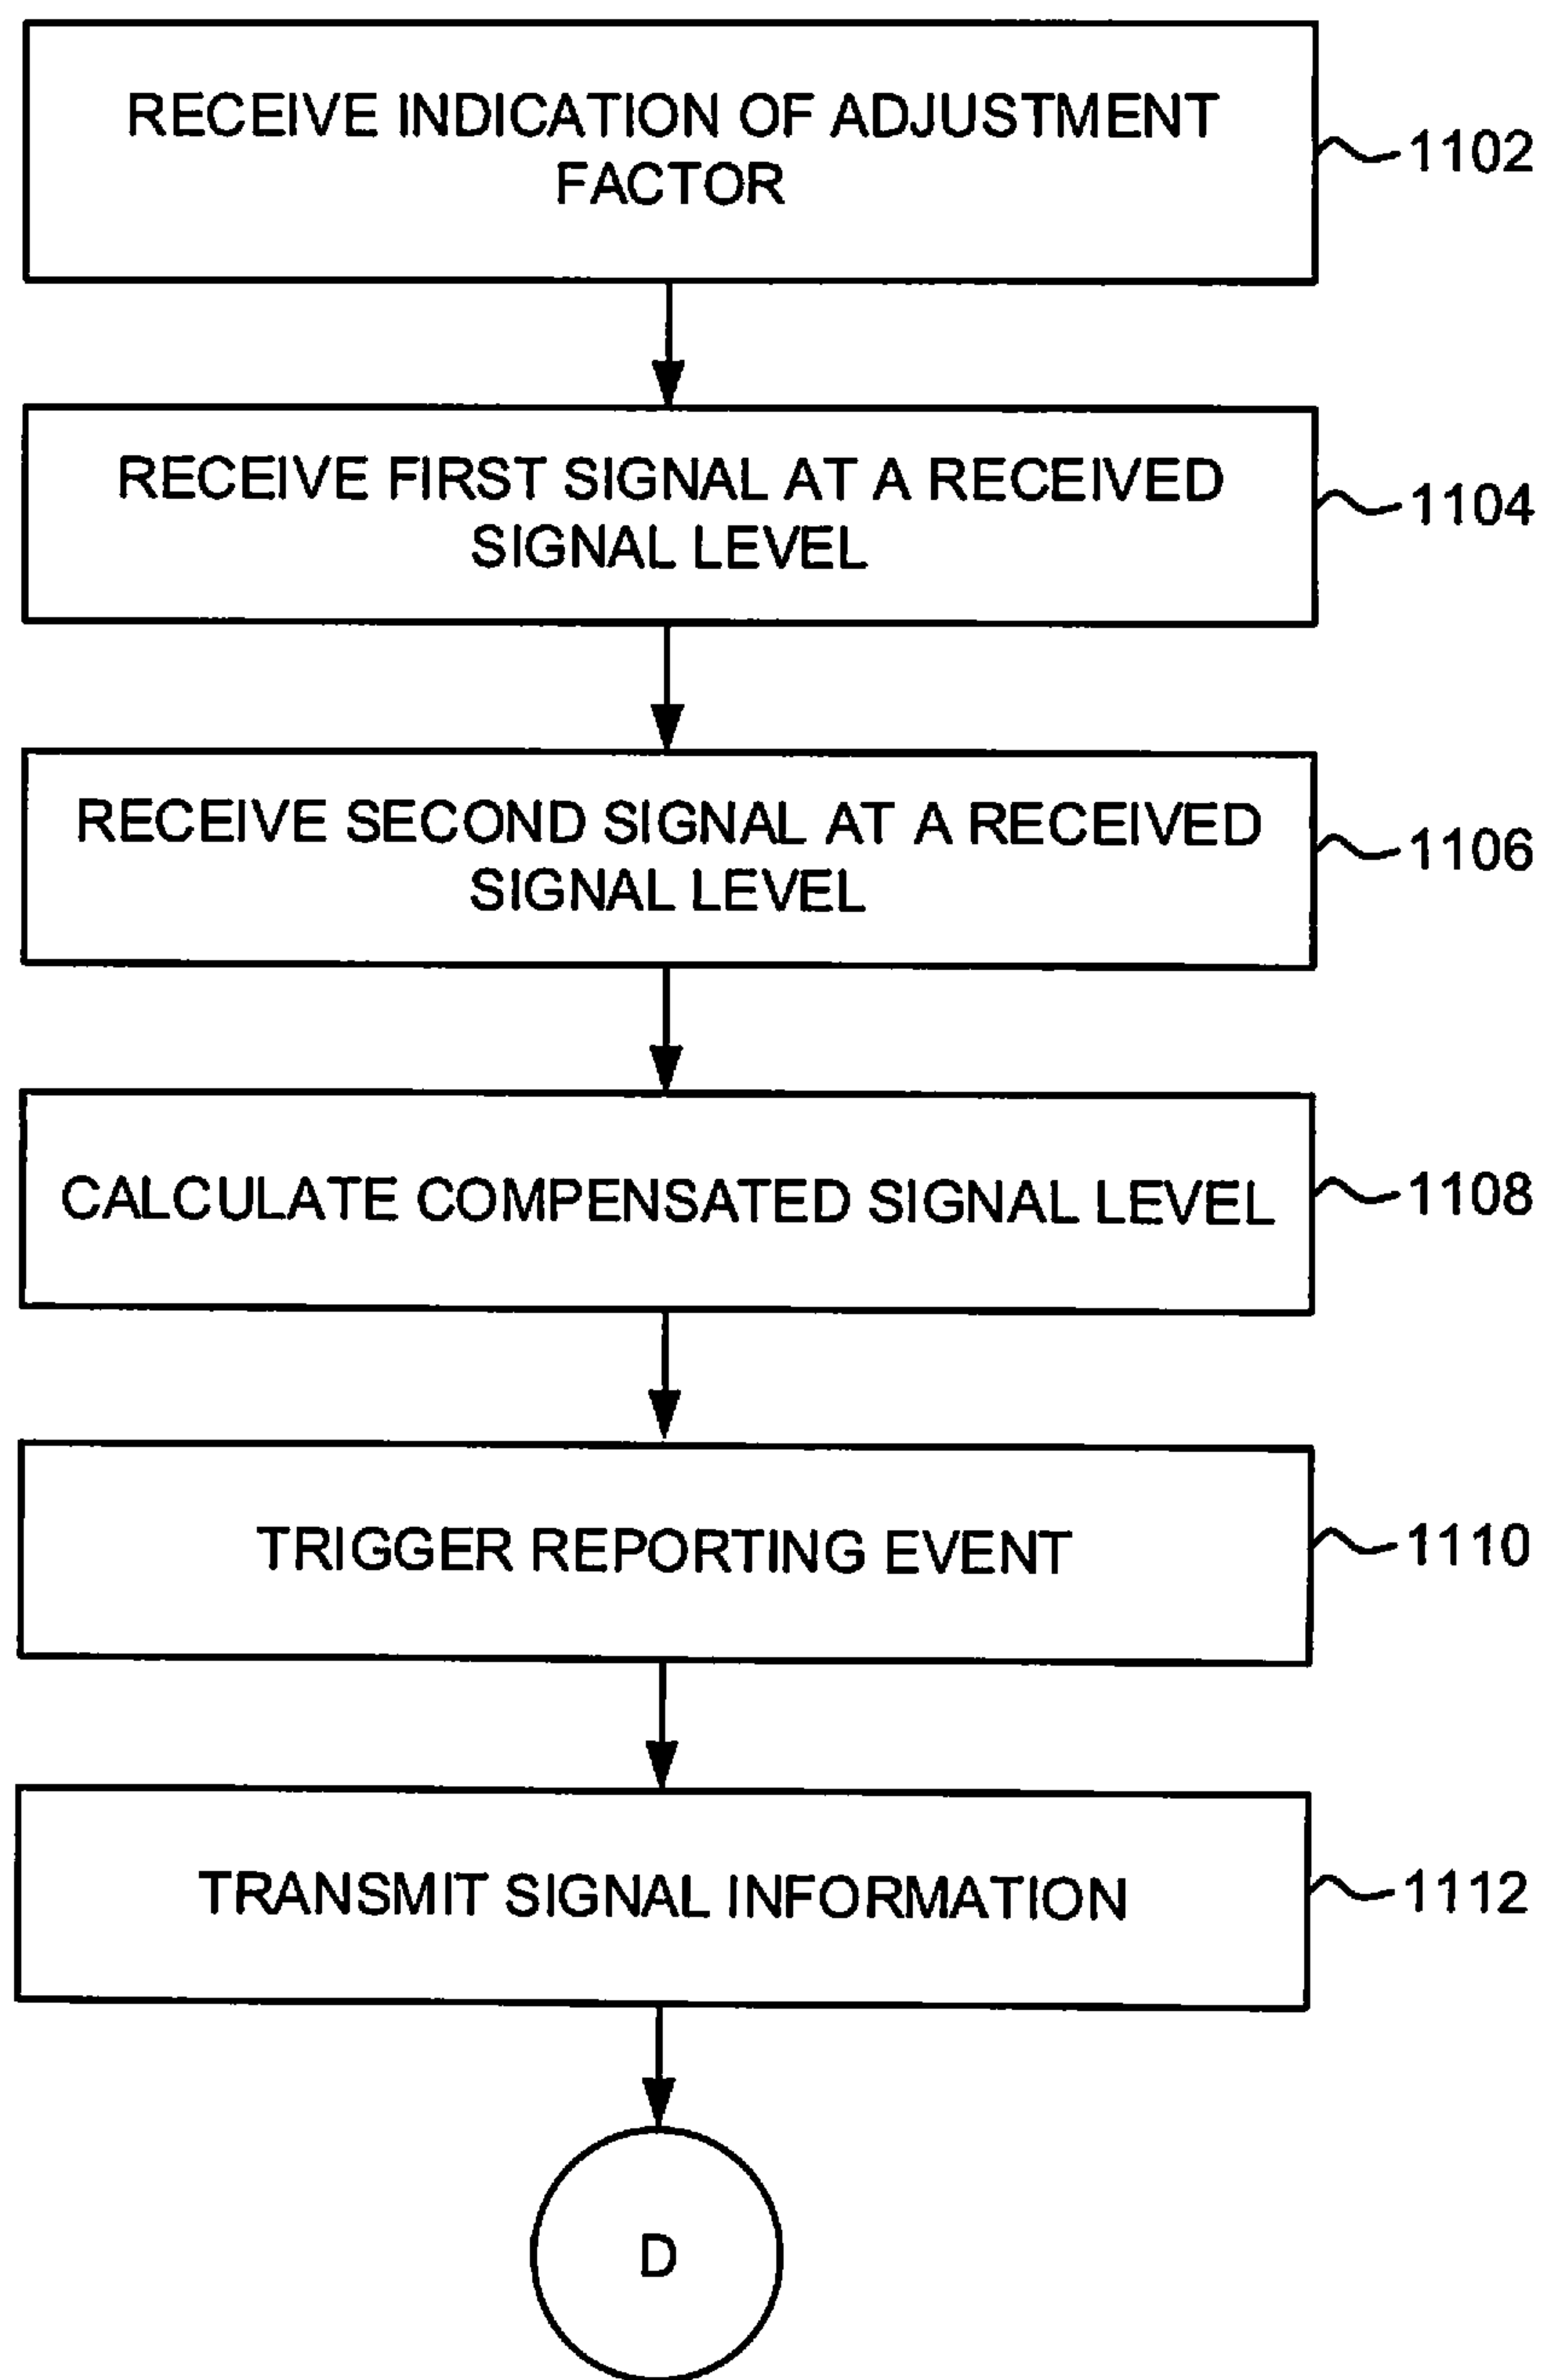 RECEIVE INDICATION OF ADJUSTMENT
FACTOR
1102
RECEIVE FIRST SIGNAL AT A RECEIVED
SIGNAL LEVEL
1104
RECEIVE SECOND SIGNAL AT A RECEIVED
SIGNAL LEVEL
1106
CALCULATE COMPENSATED SIGNAL LEVEL
1108
TRIGGER REPORTING EVENT
1110
TRANSMIT SIGNAL INFORMATION
1112
D